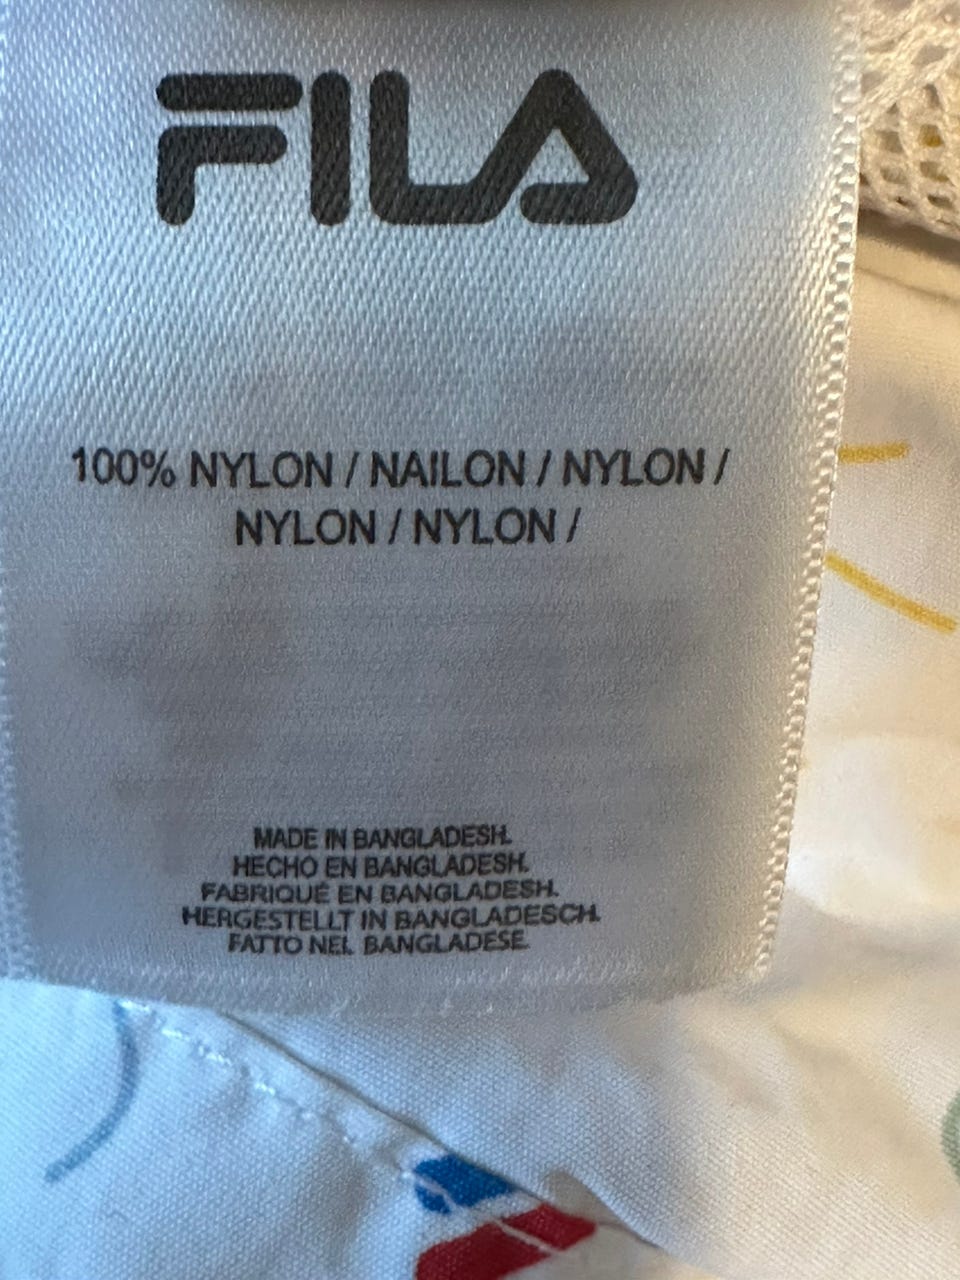 FILA
100% NYLON / NAILON / NYLON /
NYLON / NYLON /
MADE IN BANGLADESH.
HECHO EN BANGLADESH.
FABRIQUÉ EN BANGLADESH.
HERGESTELLT IN BANGLADESCH.
FATTO NEL BANGLADESE.